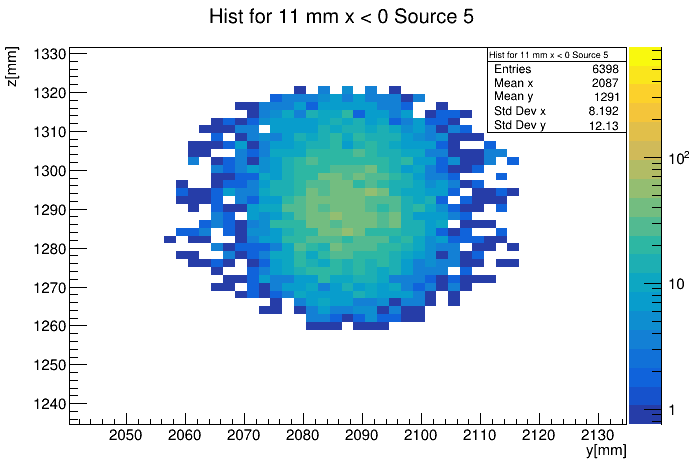 Hist for 11 mm x < 0 Source 5
z[mm]
1330
1320
1310
1300
1290
1280
1270
1260
1250
1240
Hist for 11 mm x < 0 Source 5
Entries 6398
Mean x 2087
Mean y 1291
Std Dev x 8.192
Std Dev y 12.13
10²
10
1
2050 2060 2070 2080 2090 2100 2110 2120 2130
y[mm]